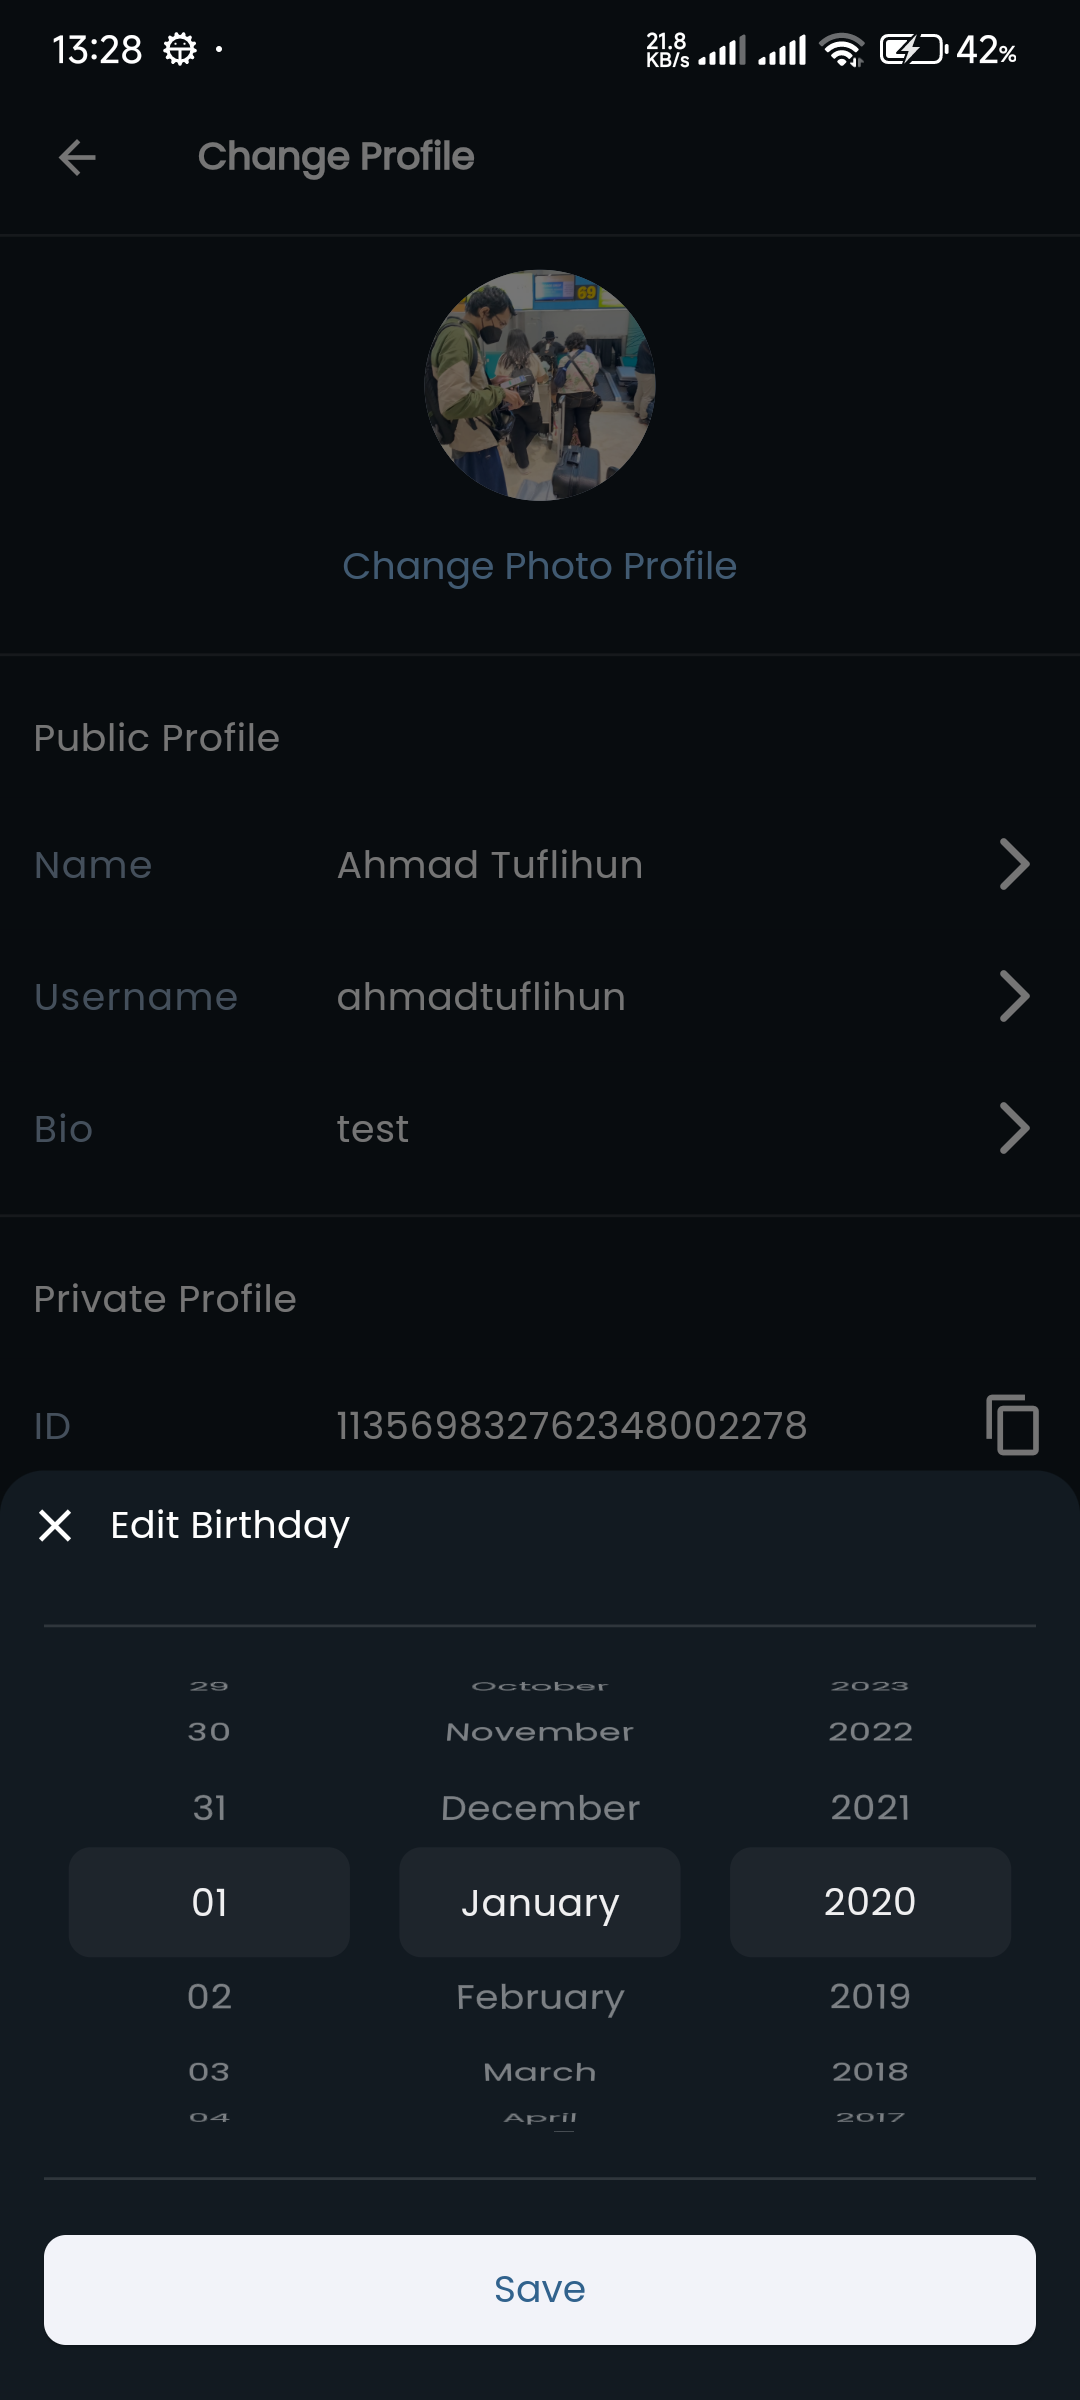 13:28 21.8 KB/s 42%
Change Profile
69
Change Photo Profile
Public Profile
Name Ahmad Tuflihun
Username ahmadtuflihun
Bio test
Private Profile
ID 113569832762348002278
Edit Birthday
29 October 2023
30 November 2022
31 December 2021
01 January 2020
02 February 2019
03 March 2018
04 April 2017
Save